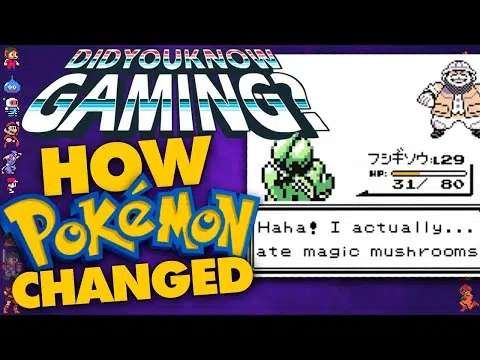 DIDYOUKNOW
GAMING?
HOW
POKéMON
CHANGED
フシギソウ:L29
HP:
31/ 80
Haha! I actually...
ate magic mushrooms